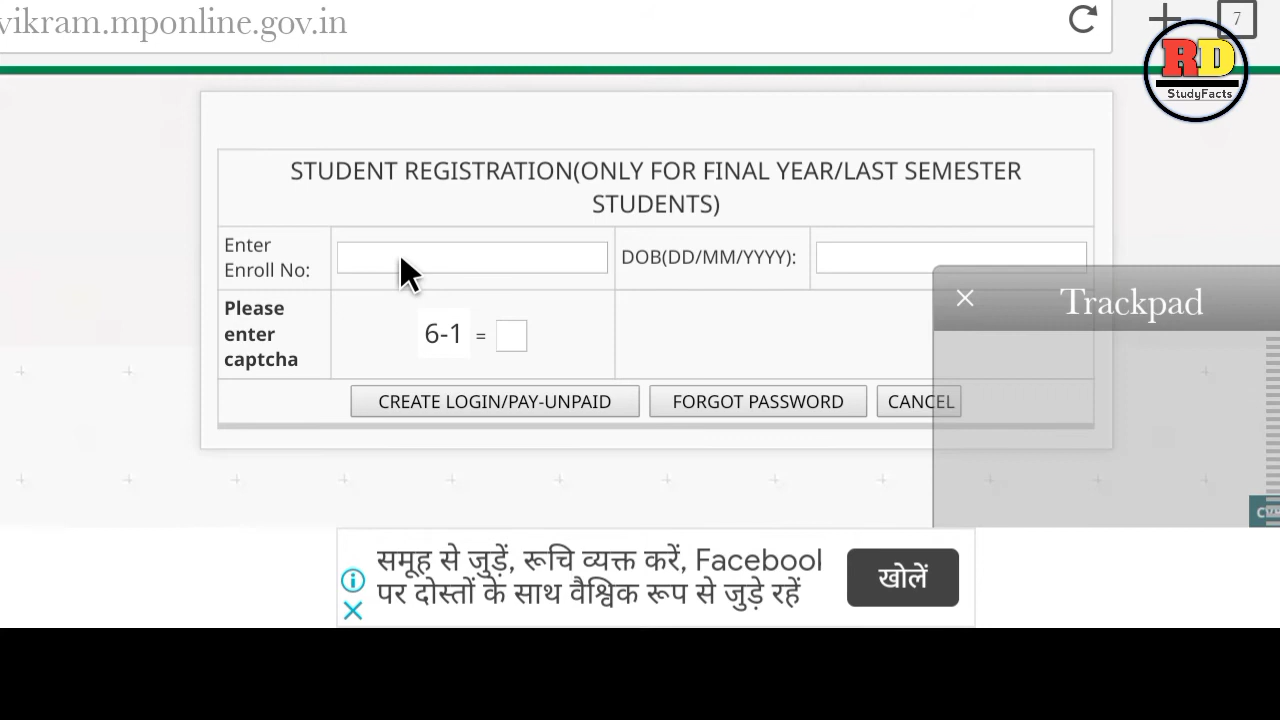 vikram.mponline.gov.in
7
RD
StudyFacts
STUDENT REGISTRATION(ONLY FOR FINAL YEAR/LAST SEMESTER
STUDENTS)
Enter
Enroll No:
DOB(DD/MM/YYYY):
Trackpad
Please
enter
captcha
6-1 =
CREATE LOGIN/PAY-UNPAID
FORGOT PASSWORD
CANCEL
समूह से जुड़ें, रूचि व्यक्त करें, Facebool
पर दोस्तों के साथ वैश्विक रूप से जुड़े रहें
खोलें